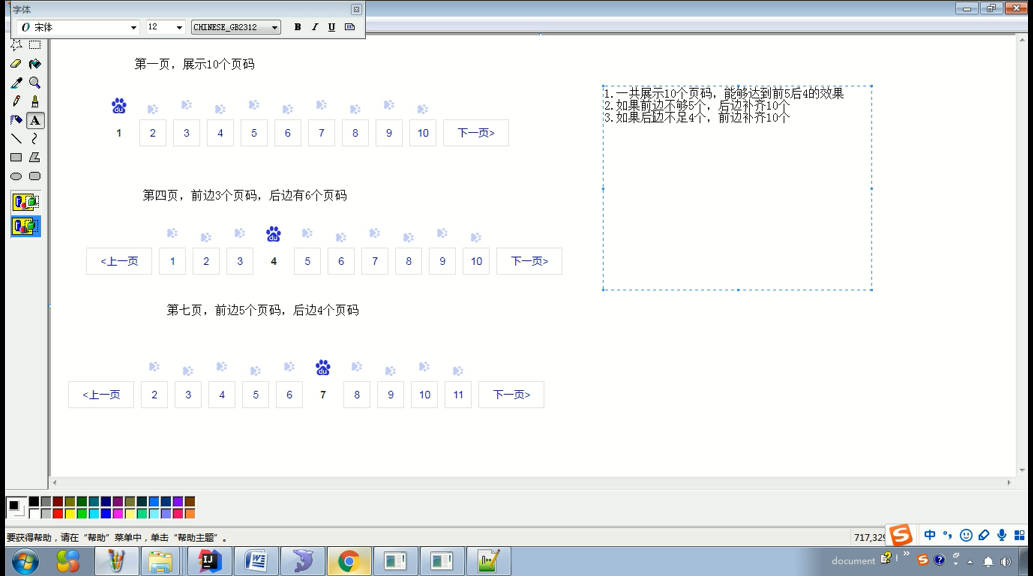 字体
宋体
12
CHINESE_GB2312
B I U
A
第一页，展示10个页码
du
1 2 3 4 5 6 7 8 9 10 下一页>
第四页，前边3个页码，后边有6个页码
du
<上一页 1 2 3 4 5 6 7 8 9 10 下一页>
第七页，前边5个页码，后边4个页码
du
<上一页 2 3 4 5 6 7 8 9 10 11 下一页>
1.一共展示10个页码，能够达到前5后4的效果
2.如果前边不够5个，后边补齐10个
3.如果后边不足4个，前边补齐10个
要获得帮助，请在“帮助”菜单中，单击“帮助主题”。
717,329
中
document